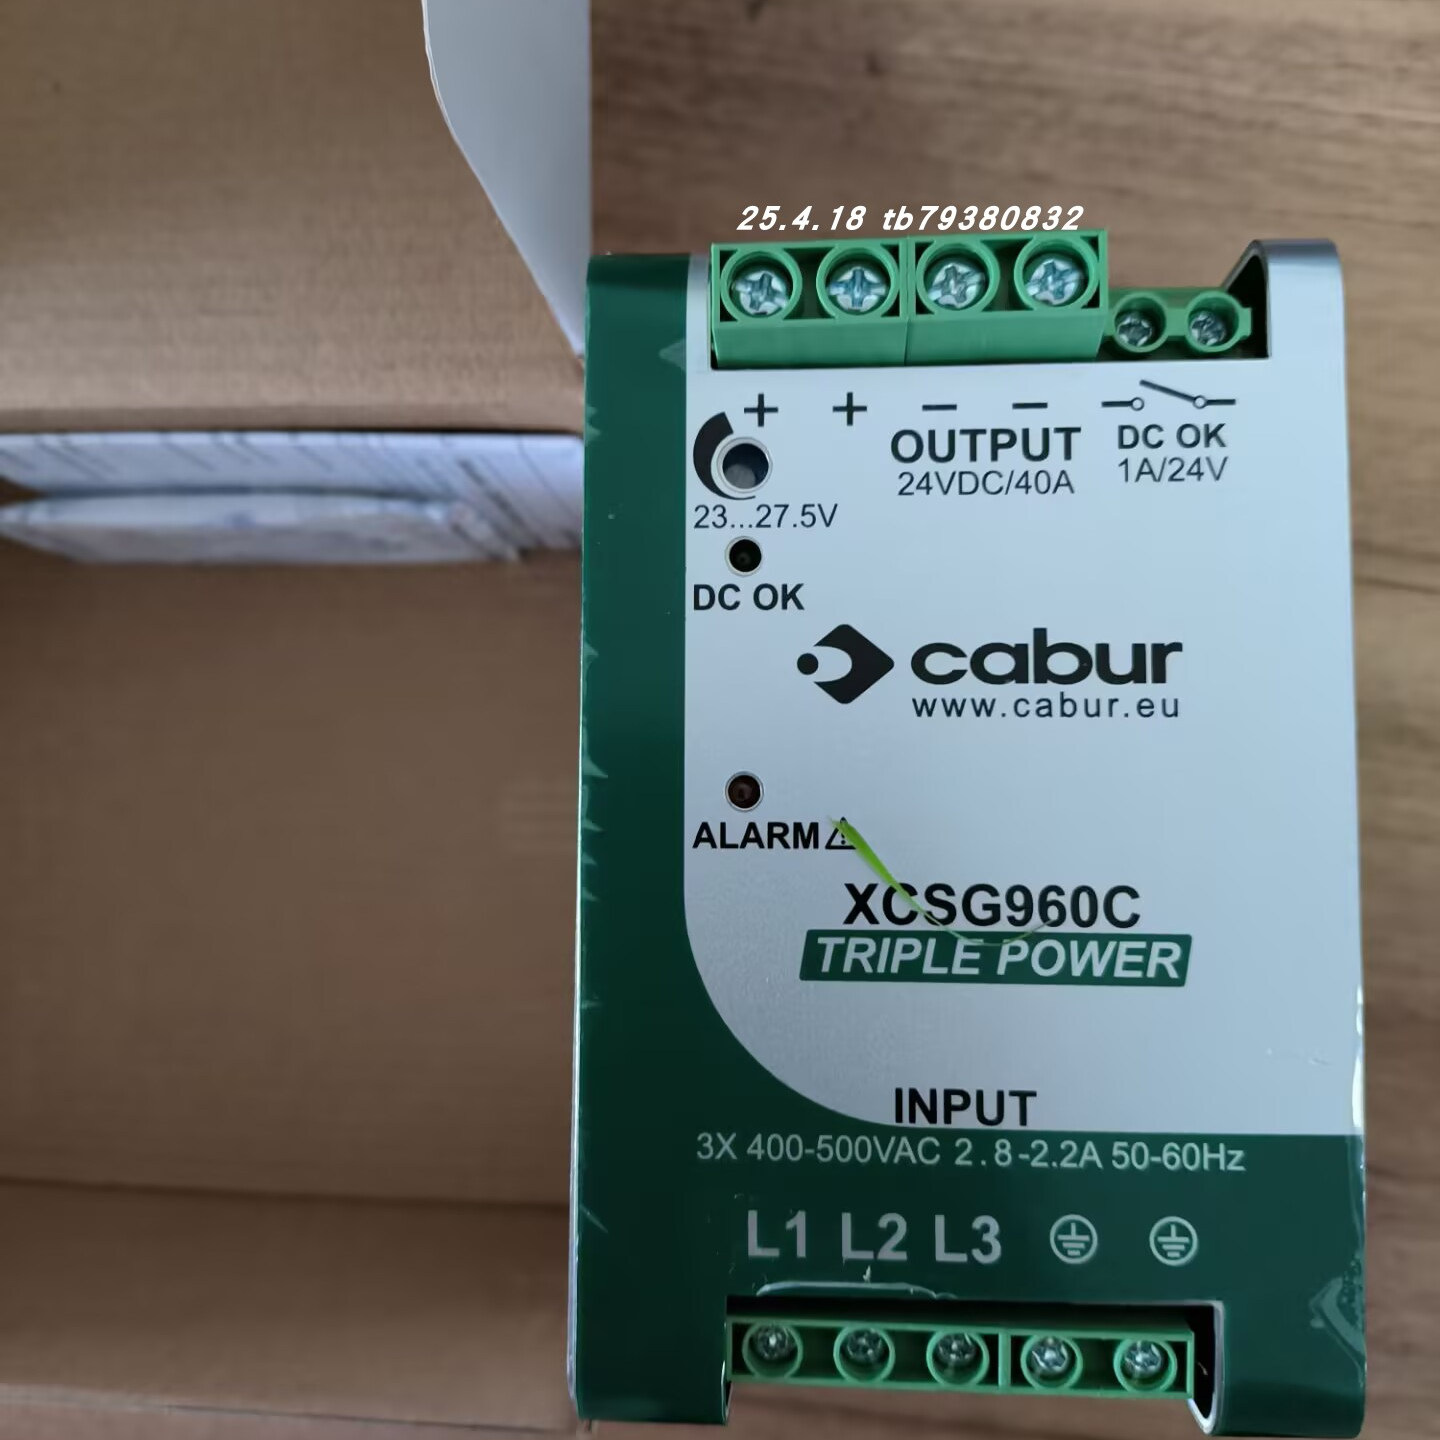 25.4.18 tb79380832
+ + - -
OUTPUT
24VDC/40A
DC OK
1A/24V
23...27.5V
DC OK
cabur
www.cabur.eu
ALARM
XCSG960C
TRIPLE POWER
INPUT
3X 400-500VAC 2.8-2.2A 50-60Hz
L1 L2 L3